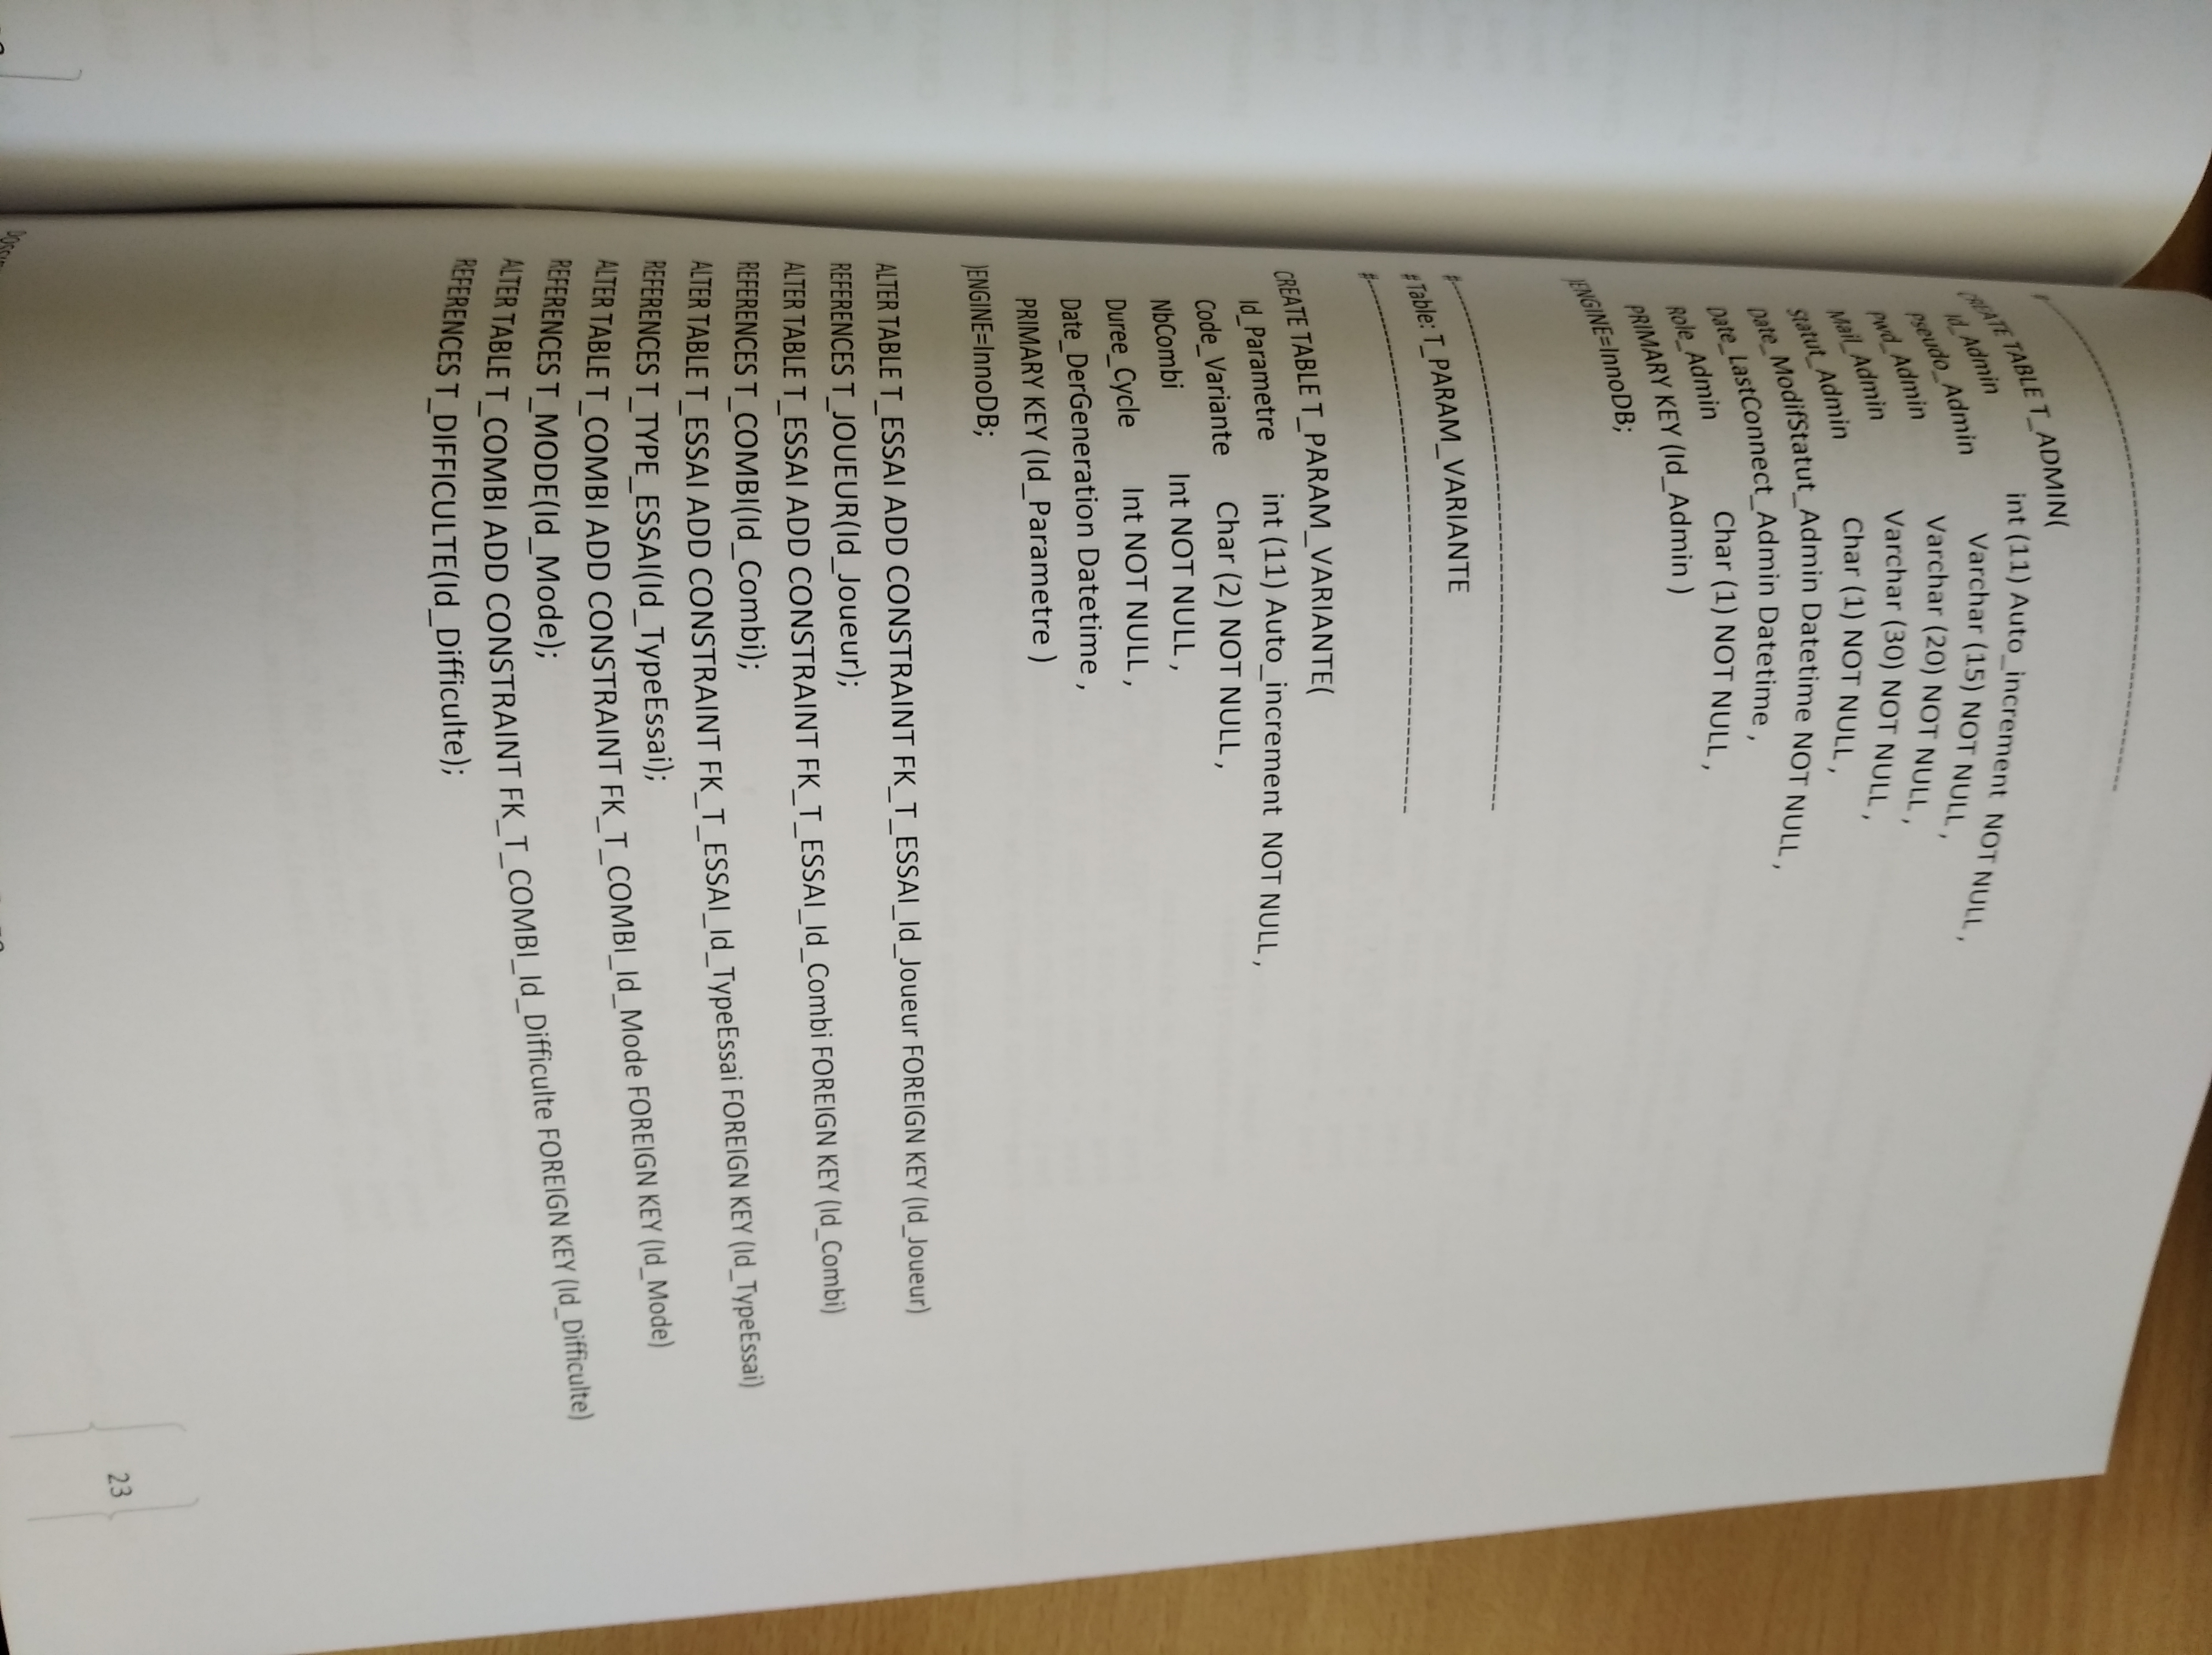 #------------------------------------------------------------
CREATE TABLE T_ADMIN(
Id_Admin int (11) Auto_increment NOT NULL ,
Pseudo_Admin Varchar (15) NOT NULL ,
Pwd_Admin Varchar (20) NOT NULL ,
Mail_Admin Varchar (30) NOT NULL ,
Statut_Admin Char (1) NOT NULL ,
Date_ModifStatut_Admin Datetime NOT NULL ,
Date_LastConnect_Admin Datetime ,
Role_Admin Char (1) NOT NULL ,
PRIMARY KEY (Id_Admin )
)ENGINE=InnoDB;
#------------------------------------------------------------
# Table: T_PARAM_VARIANTE
#------------------------------------------------------------
CREATE TABLE T_PARAM_VARIANTE(
Id_Parametre int (11) Auto_increment NOT NULL ,
Code_Variante Char (2) NOT NULL ,
NbCombi Int NOT NULL ,
Duree_Cycle Int NOT NULL ,
Date_DerGeneration Datetime ,
PRIMARY KEY (Id_Parametre )
)ENGINE=InnoDB;
ALTER TABLE T_ESSAI ADD CONSTRAINT FK_T_ESSAI_Id_Joueur FOREIGN KEY (Id_Joueur)
REFERENCES T_JOUEUR(Id_Joueur);
ALTER TABLE T_ESSAI ADD CONSTRAINT FK_T_ESSAI_Id_Combi FOREIGN KEY (Id_Combi)
REFERENCES T_COMBI(Id_Combi);
ALTER TABLE T_ESSAI ADD CONSTRAINT FK_T_ESSAI_Id_TypeEssai FOREIGN KEY (Id_TypeEssai)
REFERENCES T_TYPE_ESSAI(Id_TypeEssai);
ALTER TABLE T_COMBI ADD CONSTRAINT FK_T_COMBI_Id_Mode FOREIGN KEY (Id_Mode)
REFERENCES T_MODE(Id_Mode);
ALTER TABLE T_COMBI ADD CONSTRAINT FK_T_COMBI_Id_Difficulte FOREIGN KEY (Id_Difficulte)
REFERENCES T_DIFFICULTE(Id_Difficulte);
23